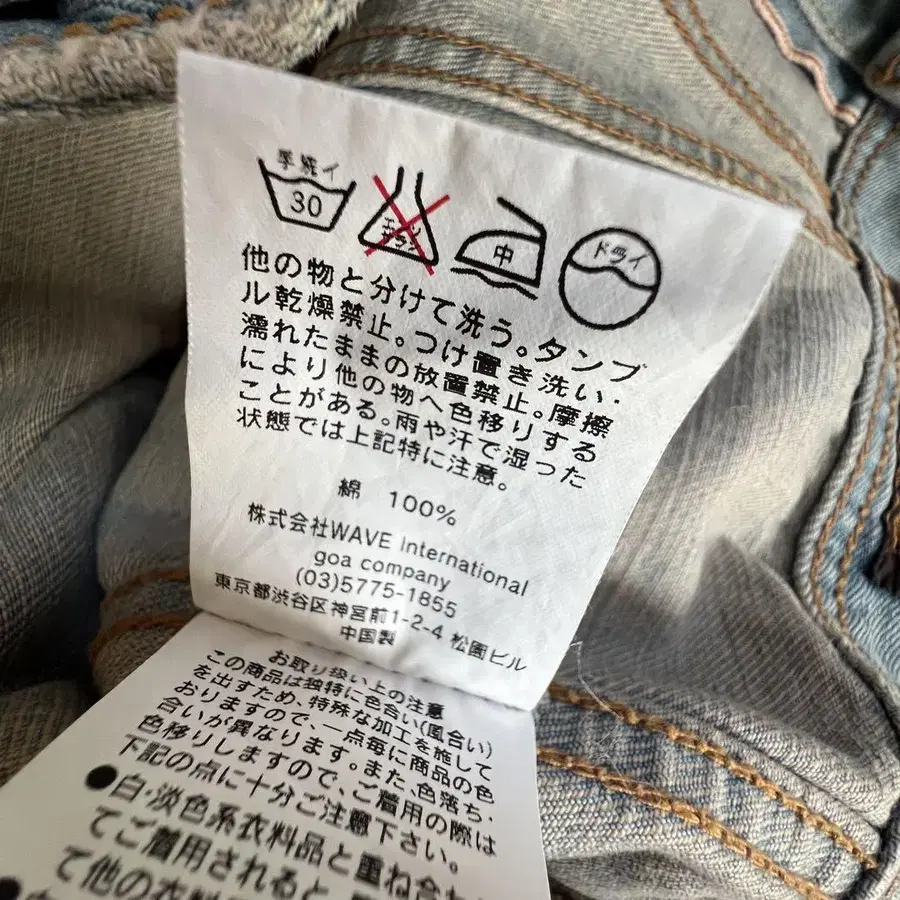 手洗イ
30
エンソ
サラシ
中
ドライ
他の物と分けて洗う。タンブ
ル乾燥禁止。つけ置き洗い・
濡れたままの放置禁止。摩擦
により他の物へ色移りする
ことがある。雨や汗で湿った
状態では上記特に注意。
綿 100%
株式会社WAVE International
goa company
(03)5775-1855
東京都渋谷区神宮前1-2-4 松園ビル
中国製
お取り扱い上の注意
この商品は独特に色合い(風合い)
を出すため、特殊な加工を施して
おりますので、一点毎に商品の色
合いが異なります。また、色落ち・
色移りしますので、ご着用の際は
下記の点に十分ご注意下さい。
●白・淡色系衣料品と重ね合わ
てご着用されると、
て他の衣料